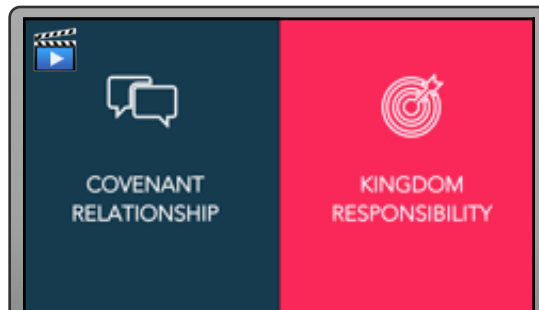 COVENANT
RELATIONSHIP
KINGDOM
RESPONSIBILITY